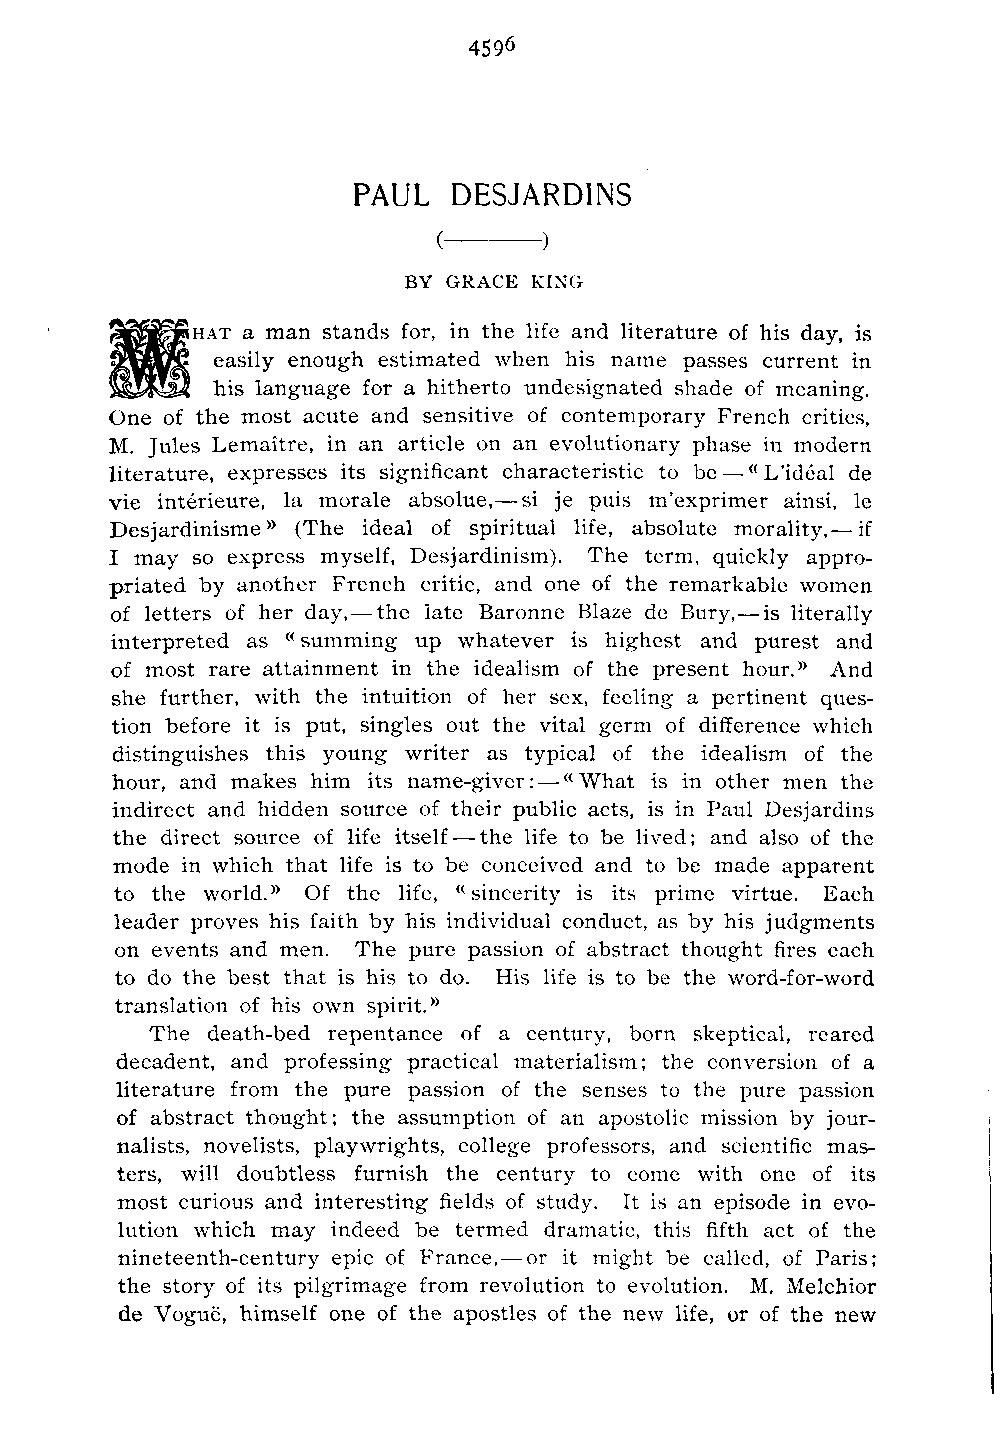 4596
PAUL DESJARDINS
(———)
BY GRACE KING
WHAT a man stands for, in the life and literature of his day, is
easily enough estimated when his name passes current in
his language for a hitherto undesignated shade of meaning.
One of the most acute and sensitive of contemporary French critics,
M. Jules Lemaître, in an article on an evolutionary phase in modern
literature, expresses its significant characteristic to be — «L'idéal de
vie intérieure, la morale absolue,— si je puis m'exprimer ainsi, le
Desjardinisme» (The ideal of spiritual life, absolute morality,— if
I may so express myself, Desjardinism). The term, quickly appro-
priated by another French critic, and one of the remarkable women
of letters of her day,— the late Baronne Blaze de Bury,— is literally
interpreted as «summing up whatever is highest and purest and
of most rare attainment in the idealism of the present hour.» And
she further, with the intuition of her sex, feeling a pertinent ques-
tion before it is put, singles out the vital germ of difference which
distinguishes this young writer as typical of the idealism of the
hour, and makes him its name-giver: — «What is in other men the
indirect and hidden source of their public acts, is in Paul Desjardins
the direct source of life itself — the life to be lived; and also of the
mode in which that life is to be conceived and to be made apparent
to the world.» Of the life, «sincerity is its prime virtue. Each
leader proves his faith by his individual conduct, as by his judgments
on events and men. The pure passion of abstract thought fires each
to do the best that is his to do. His life is to be the word-for-word
translation of his own spirit.»
The death-bed repentance of a century, born skeptical, reared
decadent, and professing practical materialism; the conversion of a
literature from the pure passion of the senses to the pure passion
of abstract thought; the assumption of an apostolic mission by jour-
nalists, novelists, playwrights, college professors, and scientific mas-
ters, will doubtless furnish the century to come with one of its
most curious and interesting fields of study. It is an episode in evo-
lution which may indeed be termed dramatic, this fifth act of the
nineteenth-century epic of France,— or it might be called, of Paris;
the story of its pilgrimage from revolution to evolution. M. Melchior
de Voguë, himself one of the apostles of the new life, or of the new